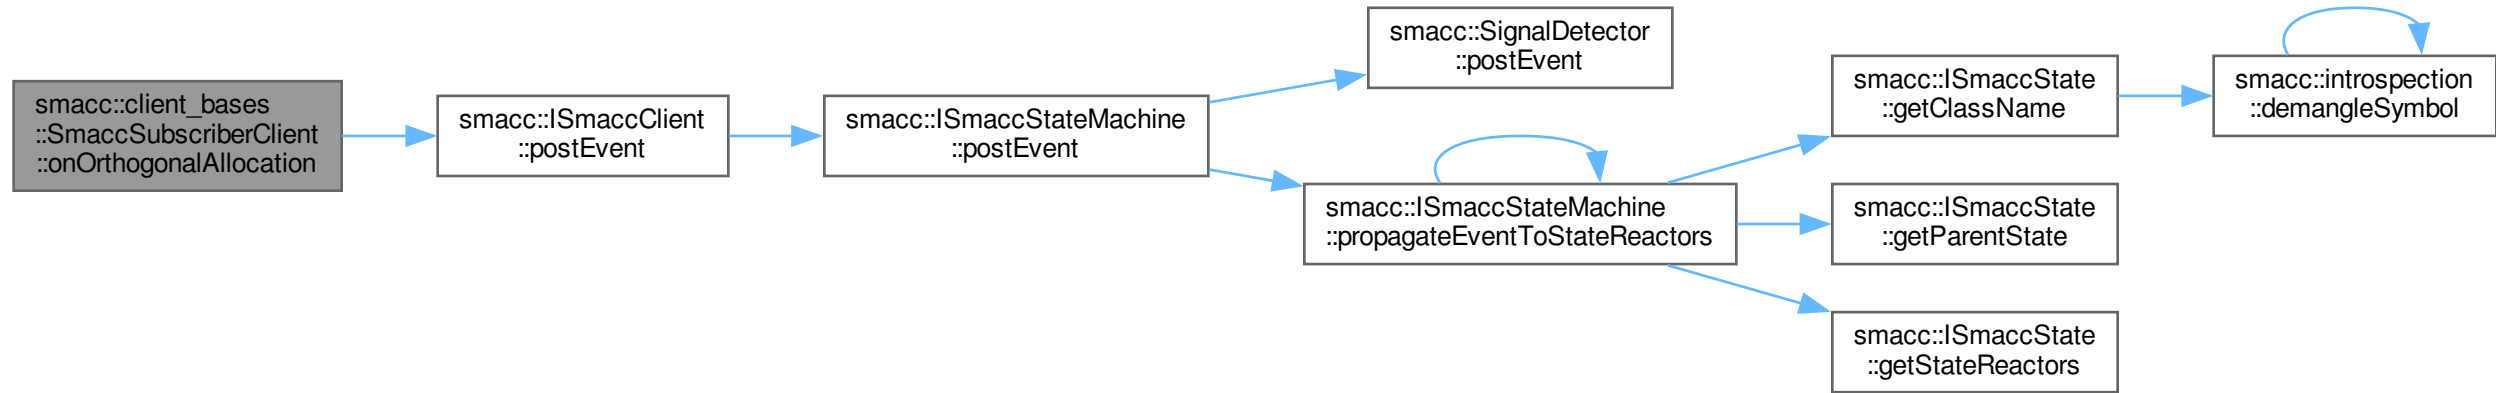 smacc::client_bases
::SmaccSubscriberClient
::onOrthogonalAllocation
smacc::ISmaccClient
::postEvent
smacc::ISmaccStateMachine
::postEvent
smacc::SignalDetector
::postEvent
smacc::ISmaccStateMachine
::propagateEventToStateReactors
smacc::ISmaccState
::getClassName
smacc::introspection
::demangleSymbol
smacc::ISmaccState
::getParentState
smacc::ISmaccState
::getStateReactors